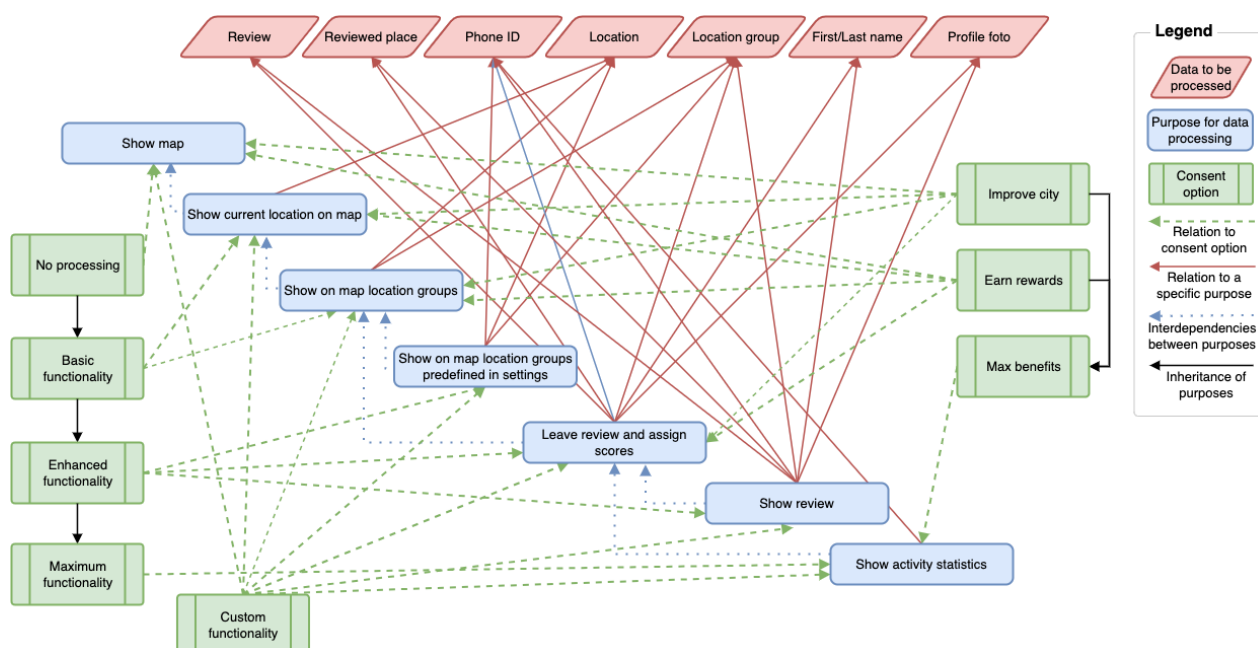 Review
Reviewed place
Phone ID
Location
Location group
First/Last name
Profile foto
Legend
Data to be
processed
Purpose for data
processing
Consent
option
Relation to
consent option
Relation to a
specific purpose
Interdependencies
between purposes
Inheritance of
purposes
Show map
Show current location on map
Show on map location groups
Show on map location groups
predefined in settings
Leave review and assign
scores
Show review
Show activity statistics
No processing
Basic
functionality
Enhanced
functionality
Maximum
functionality
Custom
functionality
Improve city
Earn rewards
Max benefits